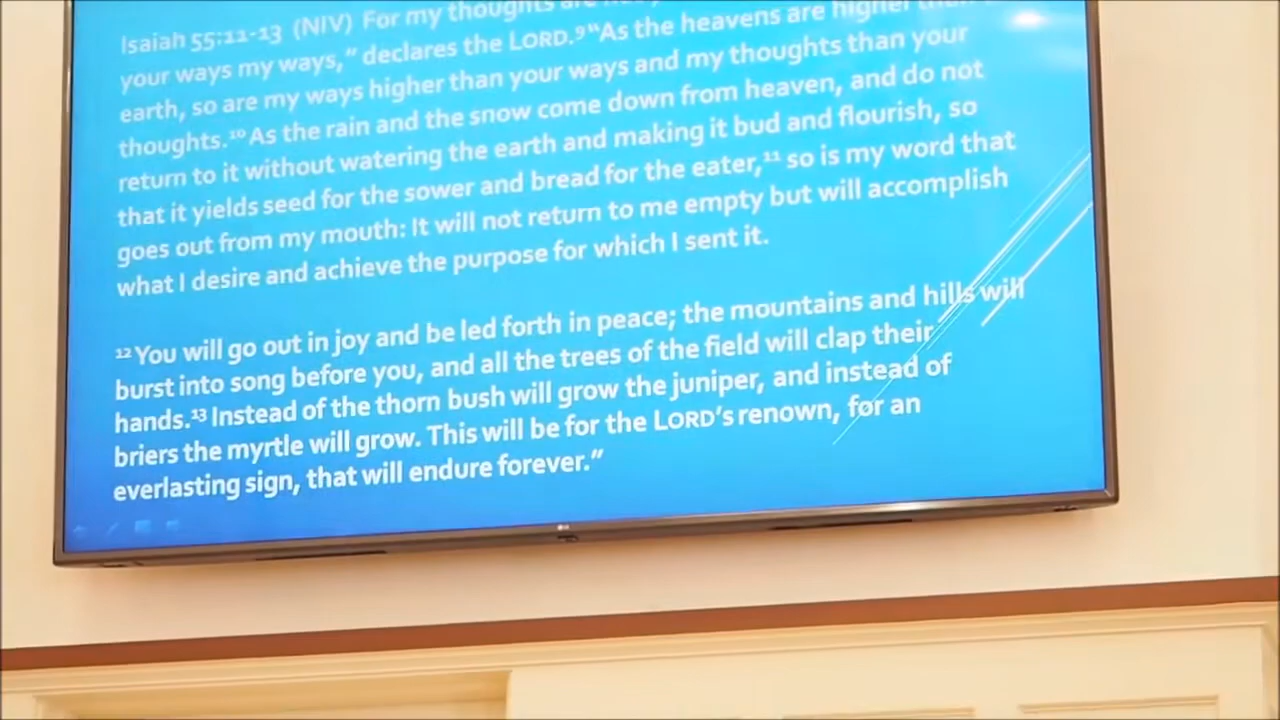 Isaiah 55:11-13 (NIV) For my thoughts are
your ways my ways,” declares the LORD.⁹“As the heavens are higher than
earth, so are my ways higher than your ways and my thoughts than your
thoughts.¹⁰As the rain and the snow come down from heaven, and do not
return to it without watering the earth and making it bud and flourish, so
that it yields seed for the sower and bread for the eater,¹¹ so is my word that
goes out from my mouth: It will not return to me empty but will accomplish
what I desire and achieve the purpose for which I sent it.
¹²You will go out in joy and be led forth in peace; the mountains and hills will
burst into song before you, and all the trees of the field will clap their
hands.¹³ Instead of the thorn bush will grow the juniper, and instead of
briers the myrtle will grow. This will be for the LORD’s renown, for an
everlasting sign, that will endure forever.”